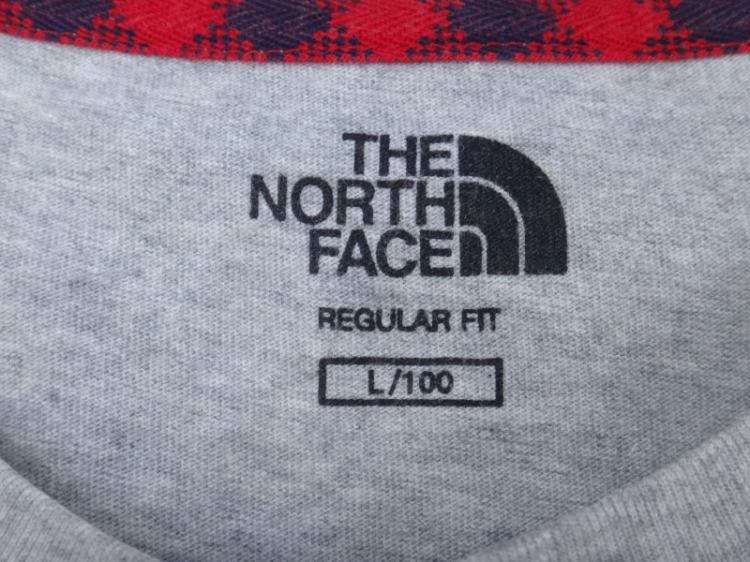 THE
NORTH
FACE
REGULAR FIT
L/100